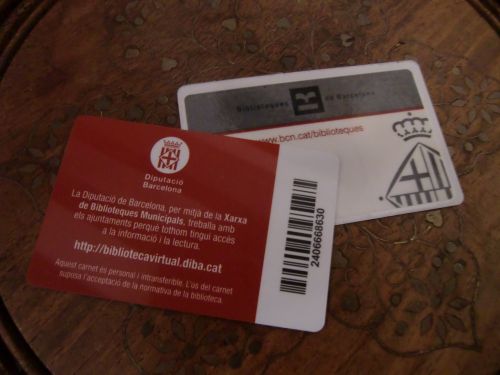 Biblioteques
de Barcelona
www.bcn.cat/biblioteques
Diputació
Barcelona
La Diputació de Barcelona, per mitjà de la Xarxa
de Biblioteques Municipals, treballa amb
els ajuntaments perquè tothom tingui accés
a la informació i la lectura.
http://bibliotecavirtual.diba.cat
Aquest carnet és personal i intransferible. L'ús del carnet
suposa l'acceptació de la normativa de la biblioteca.
2406668630